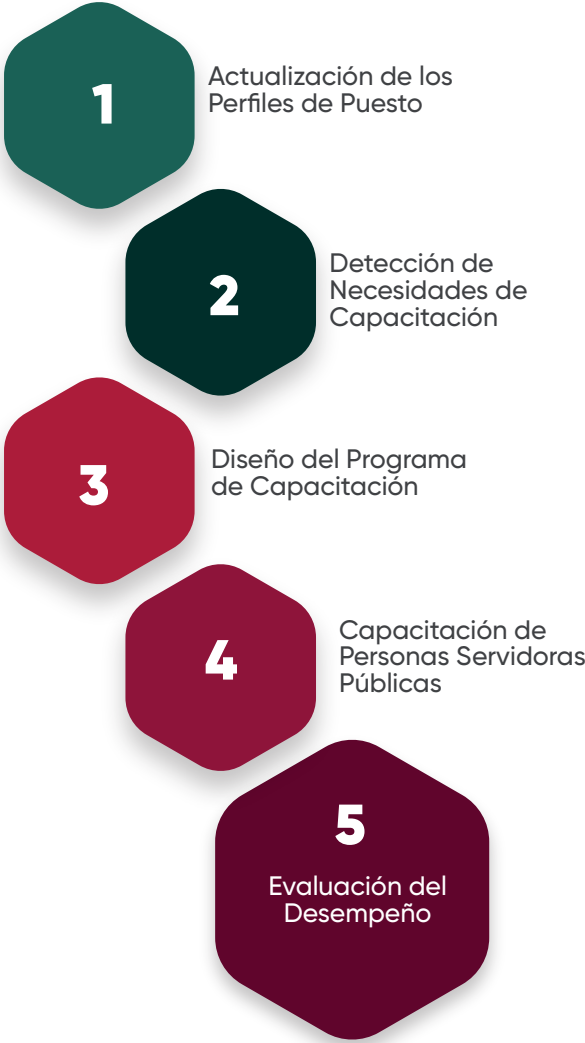 1
Actualización de los
Perfiles de Puesto
2
Detección de
Necesidades de
Capacitación
3
Diseño del Programa
de Capacitación
4
Capacitación de
Personas Servidoras
Públicas
5
Evaluación del
Desempeño